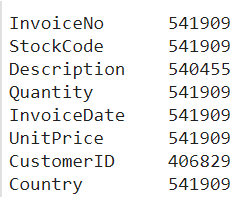 InvoiceNo 541909
StockCode 541909
Description 540455
Quantity 541909
InvoiceDate 541909
UnitPrice 541909
CustomerID 406829
Country 541909